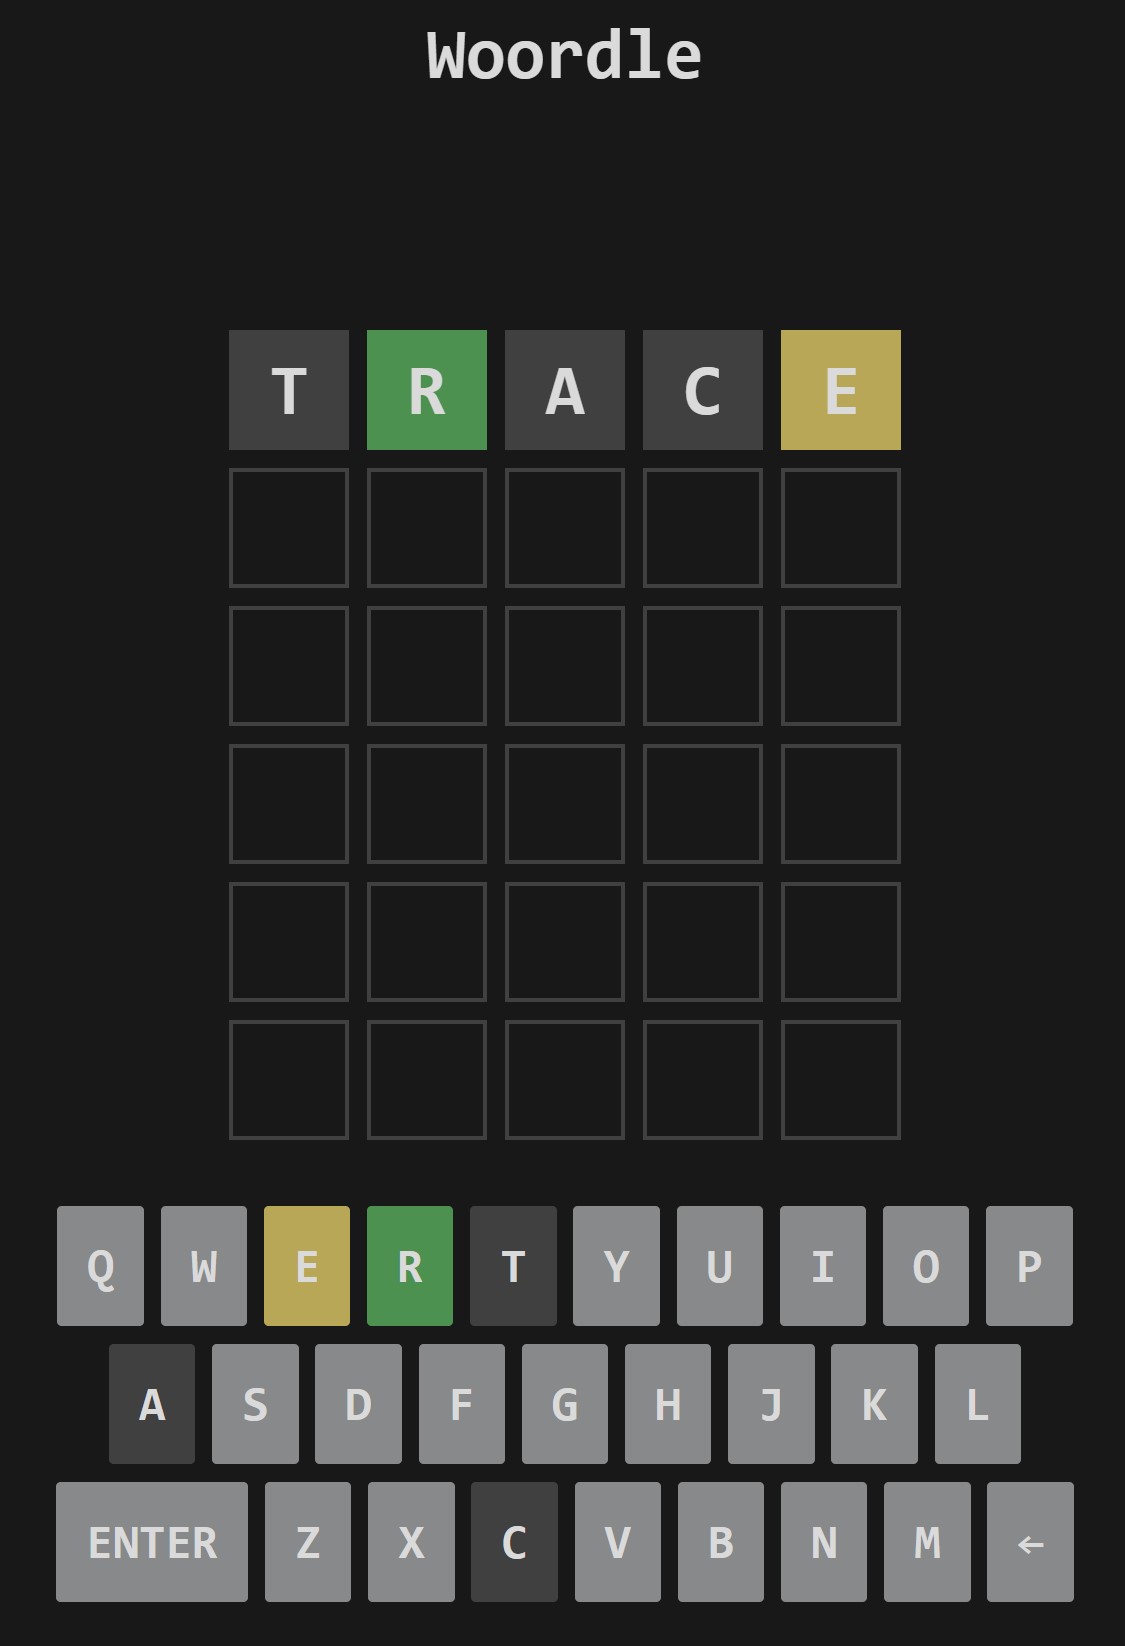 Woordle
T R A C E
Q W E R T Y U I O P
A S D F G H J K L
ENTER Z X C V B N M ←